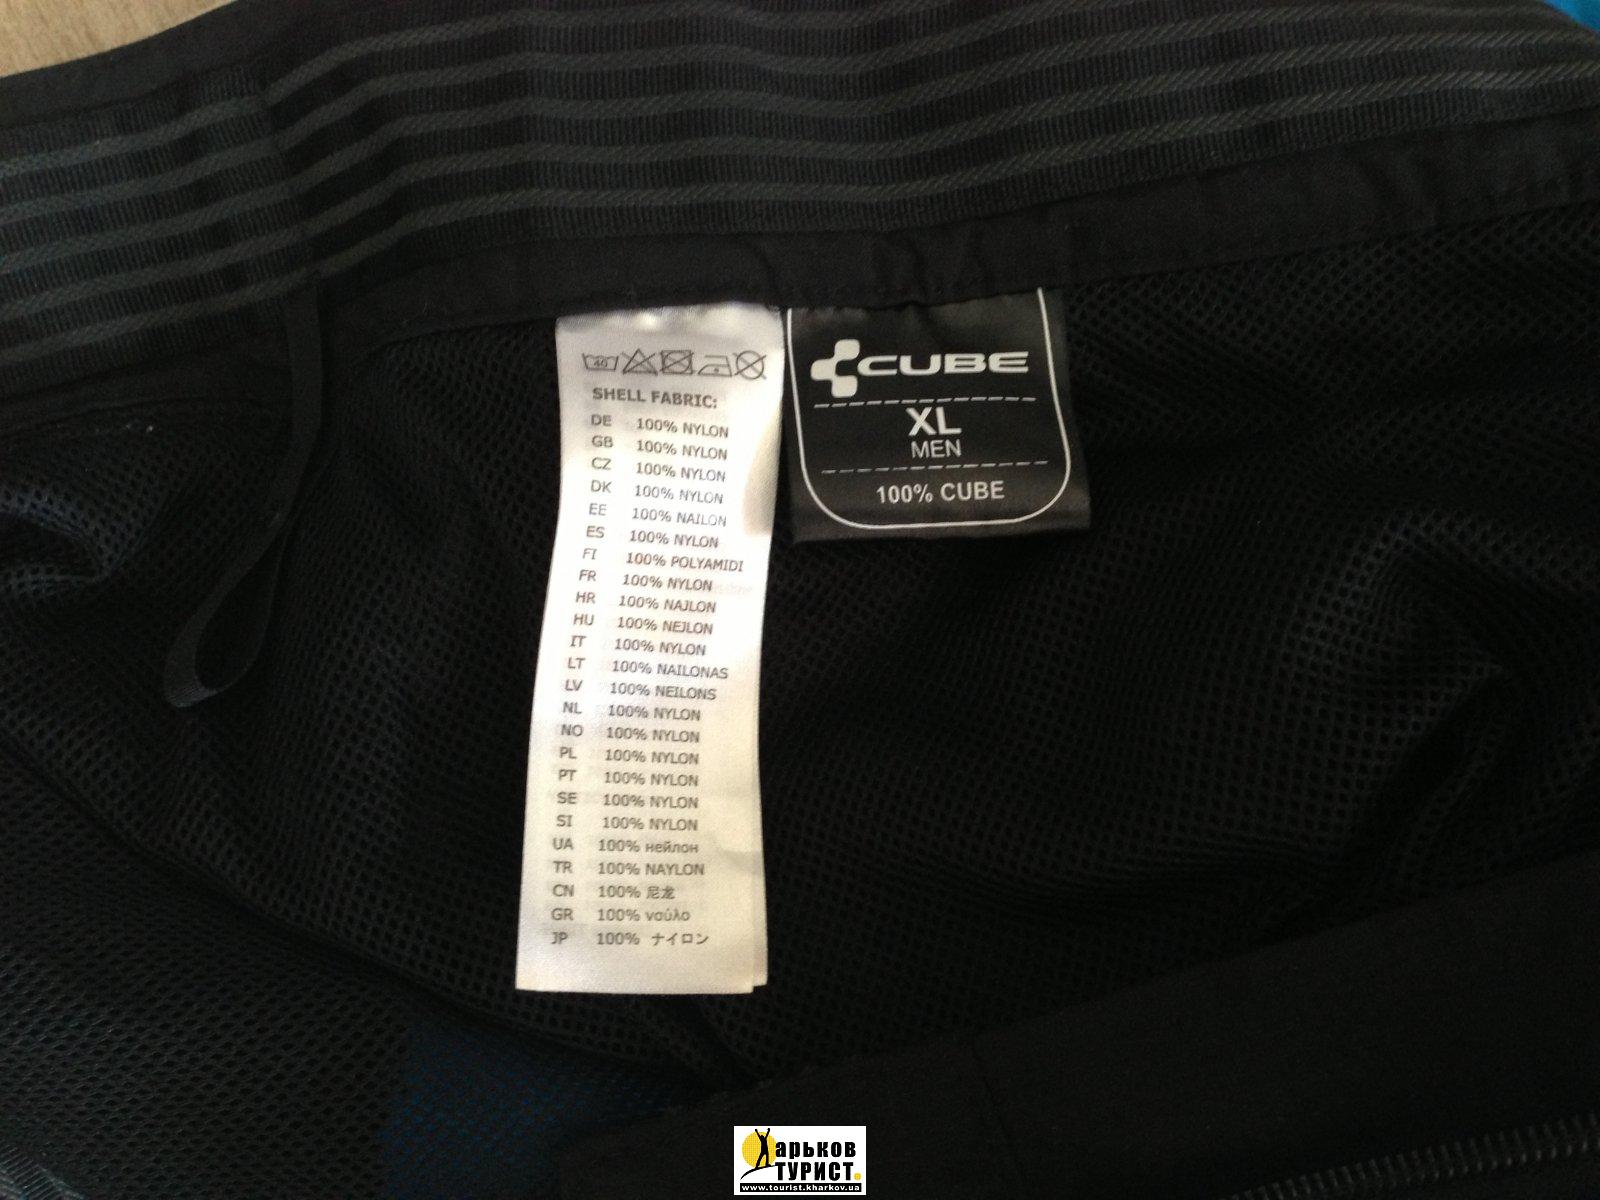 40
SHELL FABRIC:
DE 100% NYLON
GB 100% NYLON
CZ 100% NYLON
DK 100% NYLON
EE 100% NAILON
ES 100% NYLON
FI 100% POLYAMIDI
FR 100% NYLON
HR 100% NAJLON
HU 100% NEJLON
IT 100% NYLON
LT 100% NAILONAS
LV 100% NEILONS
NL 100% NYLON
NO 100% NYLON
PL 100% NYLON
PT 100% NYLON
SE 100% NYLON
SI 100% NYLON
UA 100% нейлон
TR 100% NAYLON
CN 100% 尼龙
GR 100% ναύλο
JP 100% ナイロン
CUBE
XL
MEN
100% CUBE
Харьков
ТУРИСТ.
www.tourist.kharkov.ua